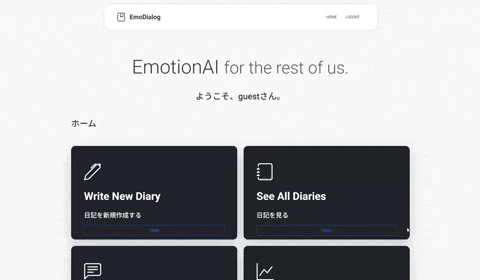 EmoDialog
HOME LOGOUT
EmotionAI for the rest of us.
ようこそ、guestさん。
ホーム
Write New Diary
日記を新規作成する
See All Diaries
日記を見る